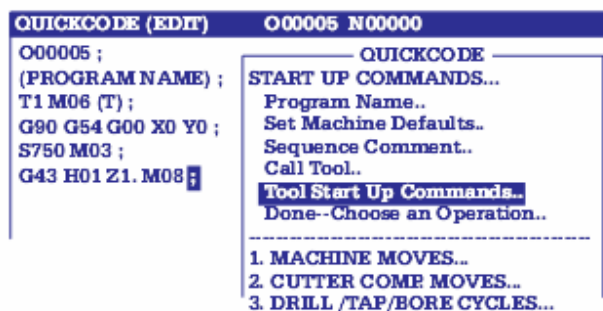 QUICKCODE (EDIT) O00005 N00000
O00005 ;
(PROGRAM NAME) ;
T1 M06 (T) ;
G90 G54 G00 X0 Y0 ;
S750 M03 ;
G43 H01 Z1. M08 ;
QUICKCODE
START UP COMMANDS...
Program Name..
Set Machine Defaults..
Sequence Comment..
Call Tool..
Tool Start Up Commands..
Done--Choose an Operation..
1. MACHINE MOVES...
2. CUTTER COMP. MOVES...
3. DRILL /TAP/BORE CYCLES...